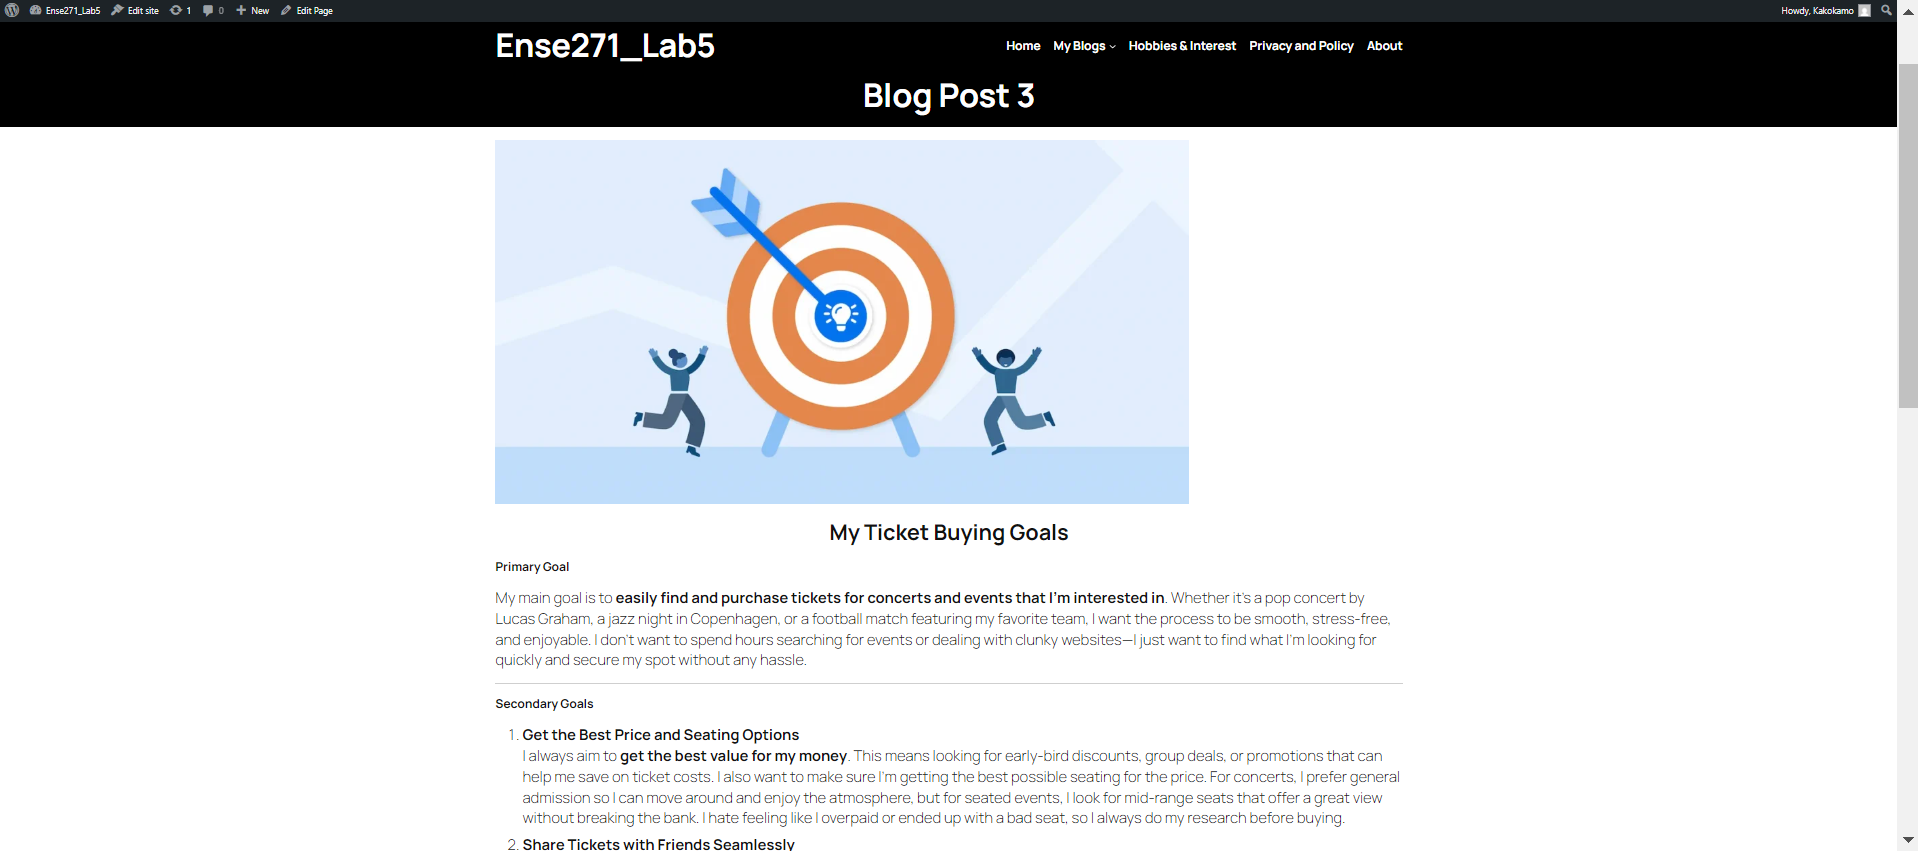 Ense271_Lab5 Edit site 1 0 New Edit Page Howdy, Kakokamo
Ense271_Lab5 Home My Blogs Hobbies & Interest Privacy and Policy About
Blog Post 3
My Ticket Buying Goals
Primary Goal
My main goal is to easily find and purchase tickets for concerts and events that I'm interested in. Whether it's a pop concert by
Lucas Graham, a jazz night in Copenhagen, or a football match featuring my favorite team, I want the process to be smooth, stress-free,
and enjoyable. I don't want to spend hours searching for events or dealing with clunky websites—I just want to find what I'm looking for
quickly and secure my spot without any hassle.
Secondary Goals
1. Get the Best Price and Seating Options
I always aim to get the best value for my money. This means looking for early-bird discounts, group deals, or promotions that can
help me save on ticket costs. I also want to make sure I'm getting the best possible seating for the price. For concerts, I prefer general
admission so I can move around and enjoy the atmosphere, but for seated events, I look for mid-range seats that offer a great view
without breaking the bank. I hate feeling like I overpaid or ended up with a bad seat, so I always do my research before buying.
2. Share Tickets with Friends Seamlessly